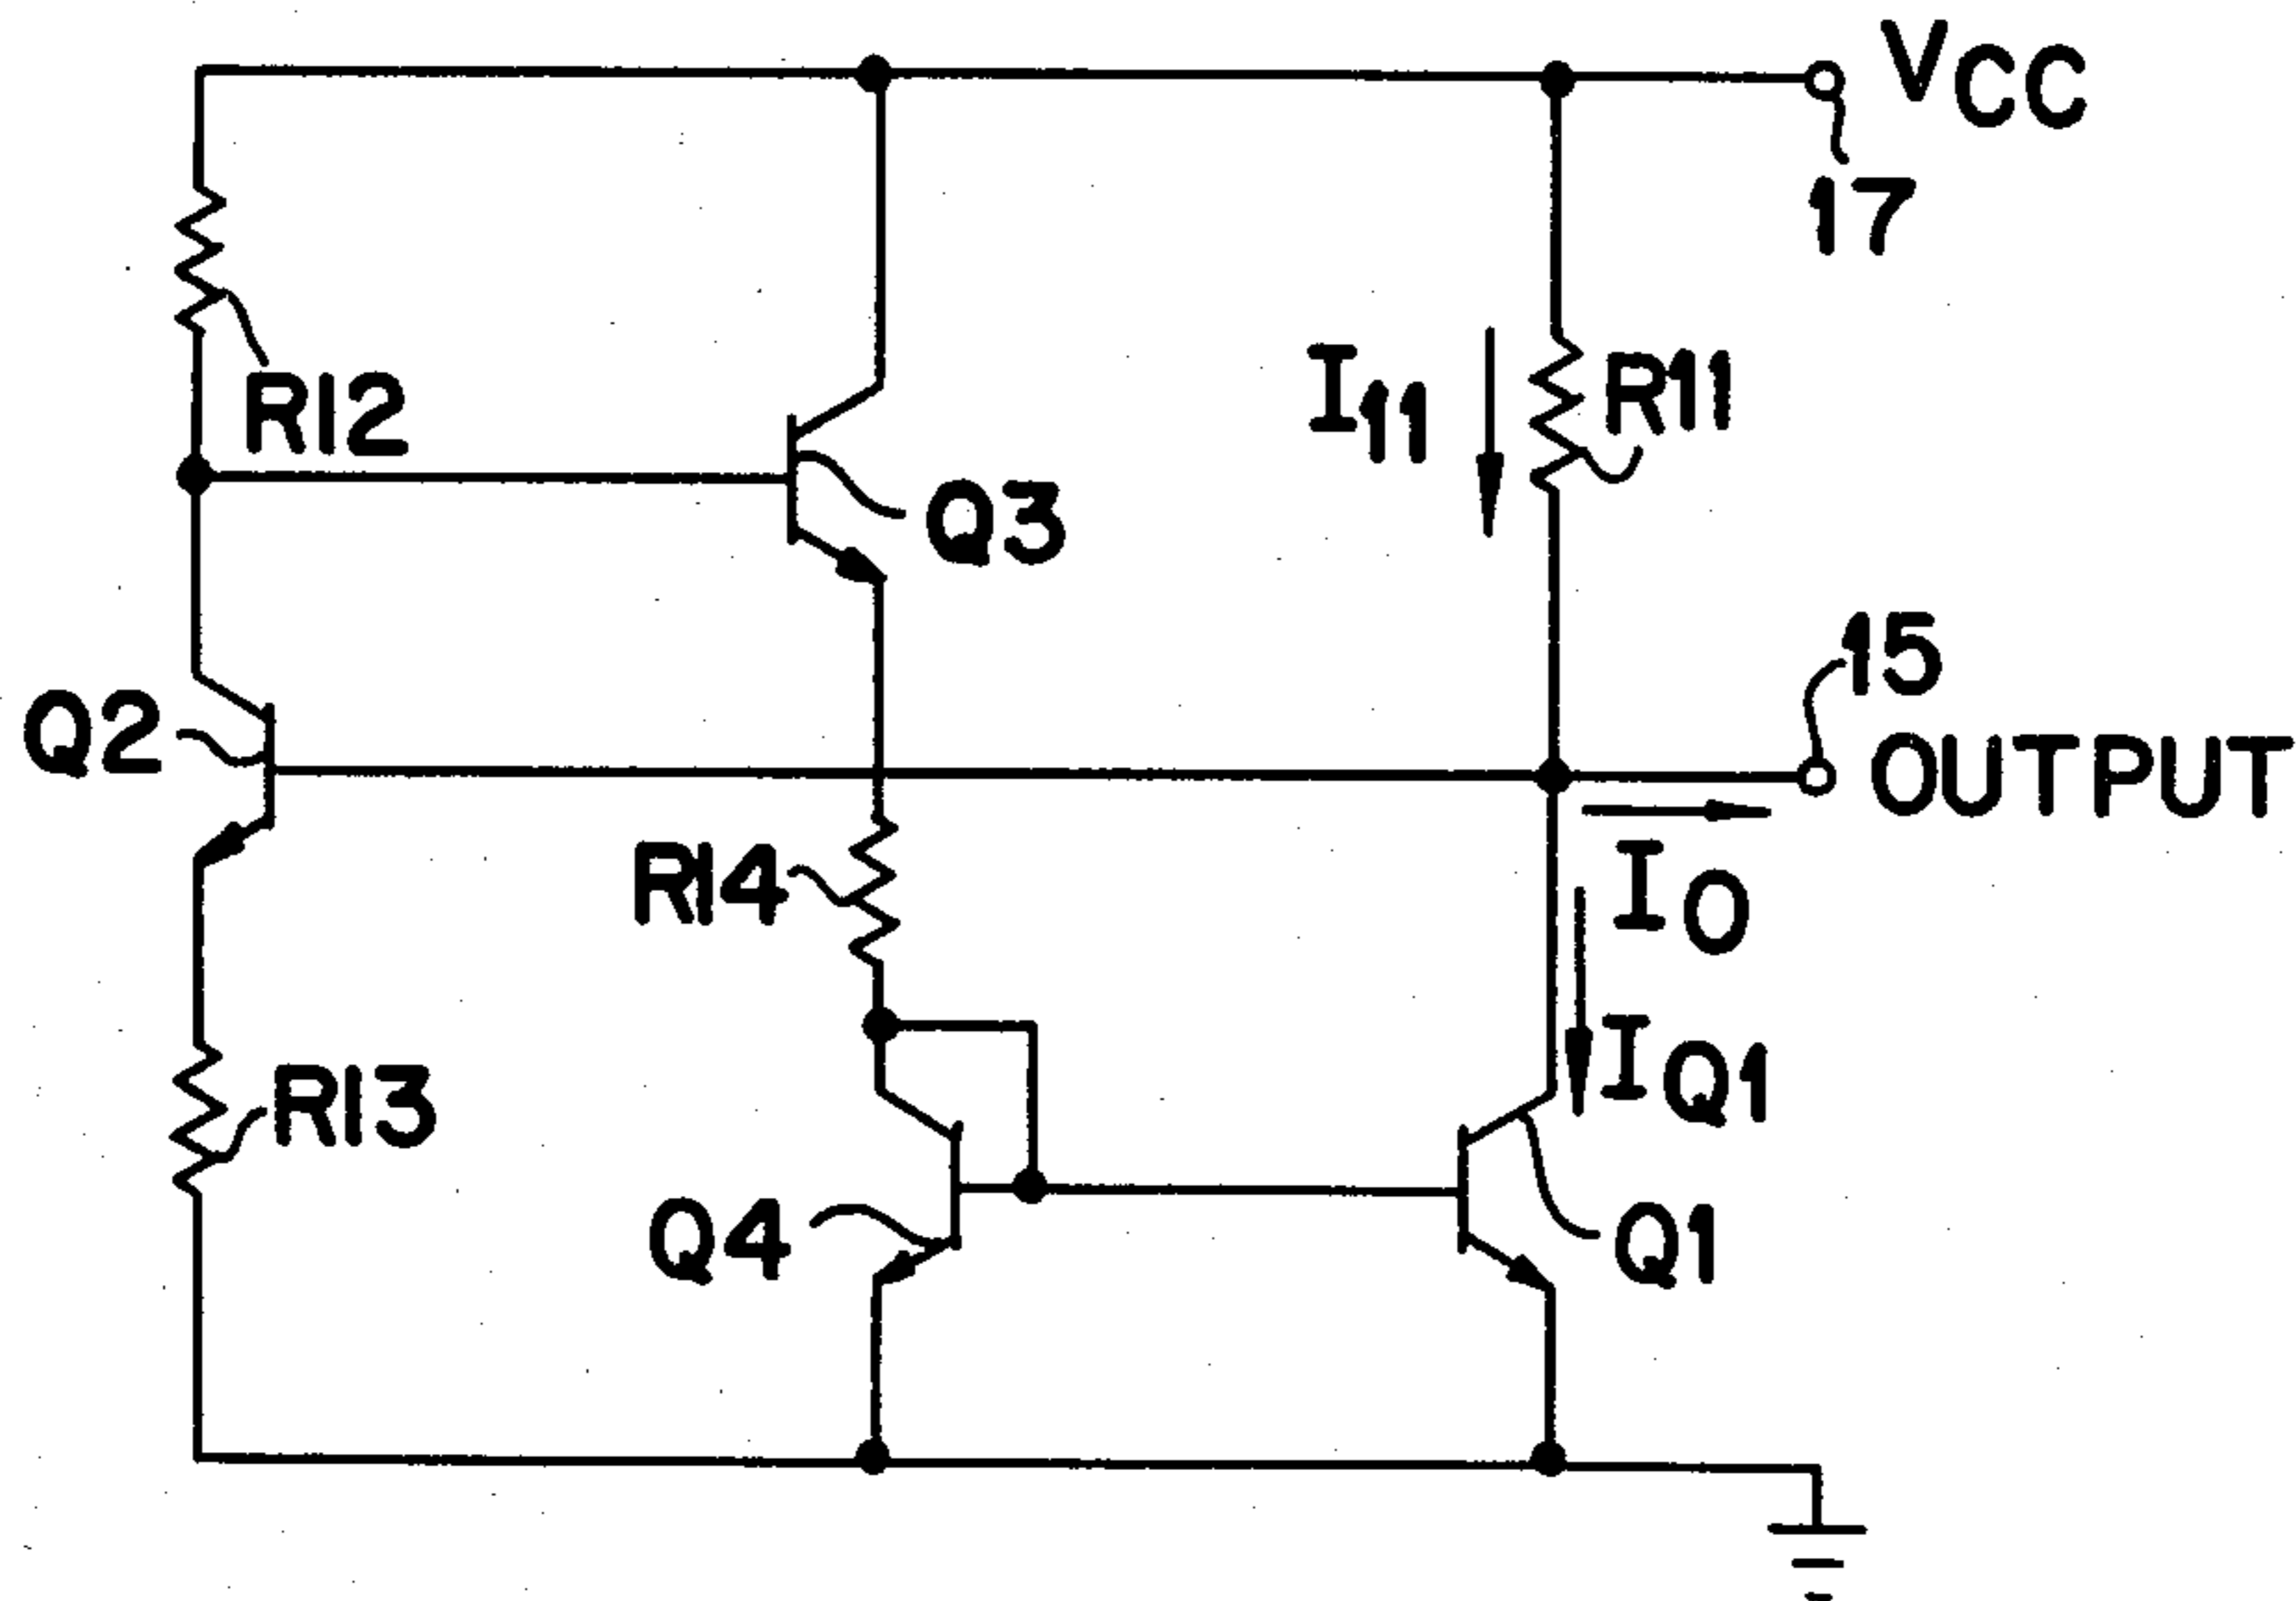 VCC
17
R12
I11
R11
Q3
15
Q2
OUTPUT
R14
IO
IQ1
R13
Q4
Q1